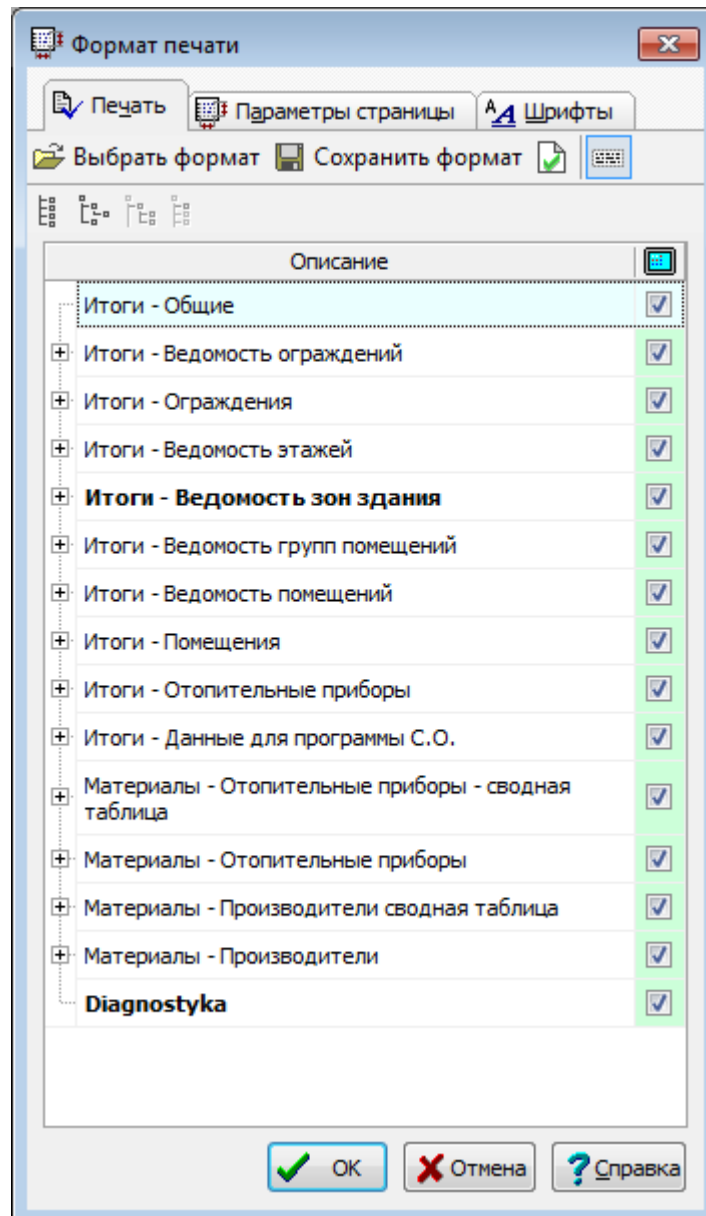 Формат печати
Печать
Параметры страницы
Шрифты
Выбрать формат
Сохранить формат
Описание
Итоги - Общие
Итоги - Ведомость ограждений
Итоги - Ограждения
Итоги - Ведомость этажей
Итоги - Ведомость зон здания
Итоги - Ведомость групп помещений
Итоги - Ведомость помещений
Итоги - Помещения
Итоги - Отопительные приборы
Итоги - Данные для программы С.О.
Материалы - Отопительные приборы - сводная
таблица
Материалы - Отопительные приборы
Материалы - Производители сводная таблица
Материалы - Производители
Diagnostyka
OK
Отмена
Справка